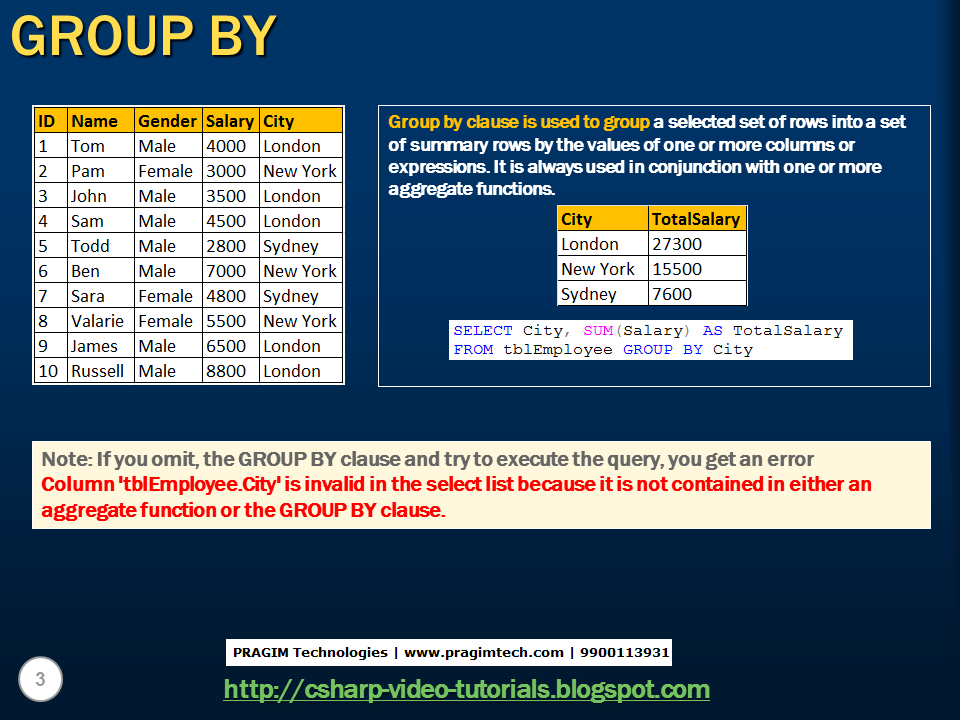 GROUP BY
ID Name Gender Salary City
1 Tom Male 4000 London
2 Pam Female 3000 New York
3 John Male 3500 London
4 Sam Male 4500 London
5 Todd Male 2800 Sydney
6 Ben Male 7000 New York
7 Sara Female 4800 Sydney
8 Valarie Female 5500 New York
9 James Male 6500 London
10 Russell Male 8800 London
Group by clause is used to group a selected set of rows into a set
of summary rows by the values of one or more columns or
expressions. It is always used in conjunction with one or more
aggregate functions.
City TotalSalary
London 27300
New York 15500
Sydney 7600
SELECT City, SUM(Salary) AS TotalSalary
FROM tblEmployee GROUP BY City
Note: If you omit, the GROUP BY clause and try to execute the query, you get an error
Column 'tblEmployee.City' is invalid in the select list because it is not contained in either an
aggregate function or the GROUP BY clause.
PRAGIM Technologies | www.pragimtech.com | 9900113931
3
http://csharp-video-tutorials.blogspot.com